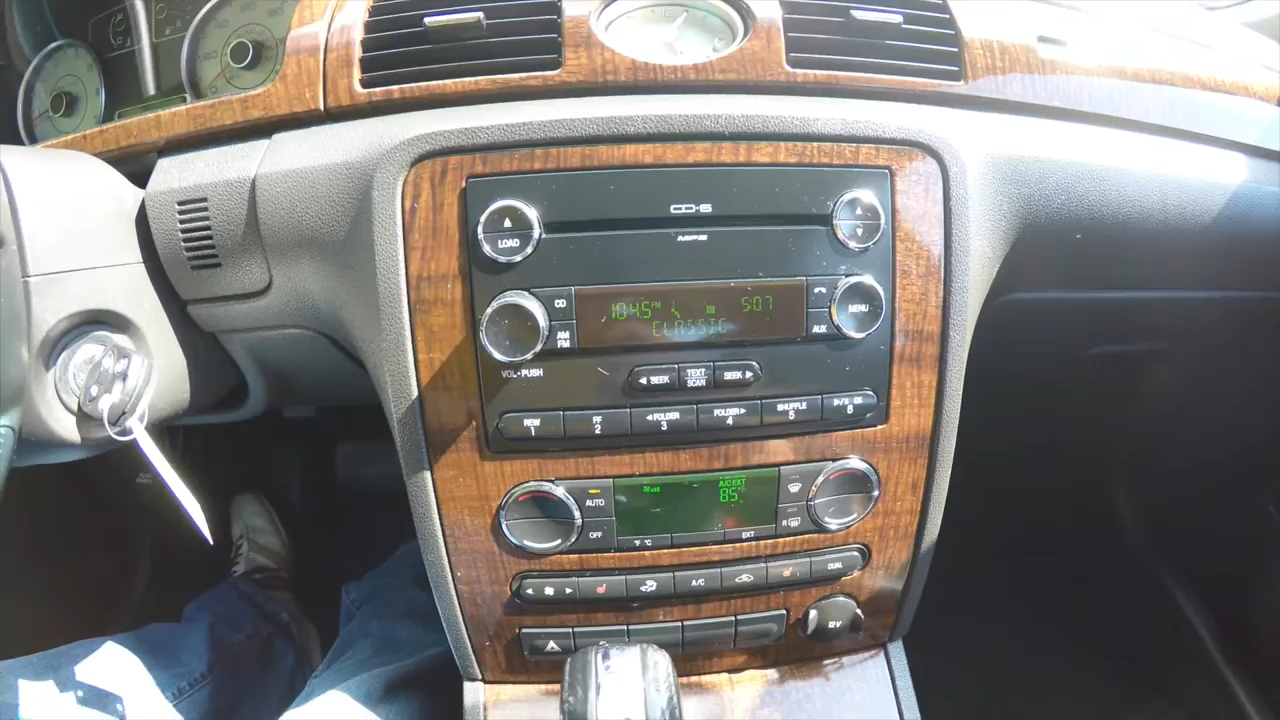 CD·6
LOAD
MP3
CD
AM
FM
104.5 FM
5:07
CLASSIC
MENU
AUX
VOL·PUSH
◄ SEEK
TEXT
SCAN
SEEK ►
REW
1
FF
2
◄FOLDER
3
FOLDER►
4
SHUFFLE
5
6
AUTO
A/C EXT
85°F
OFF
°F °C
EXT
R
A/C
DUAL
12V